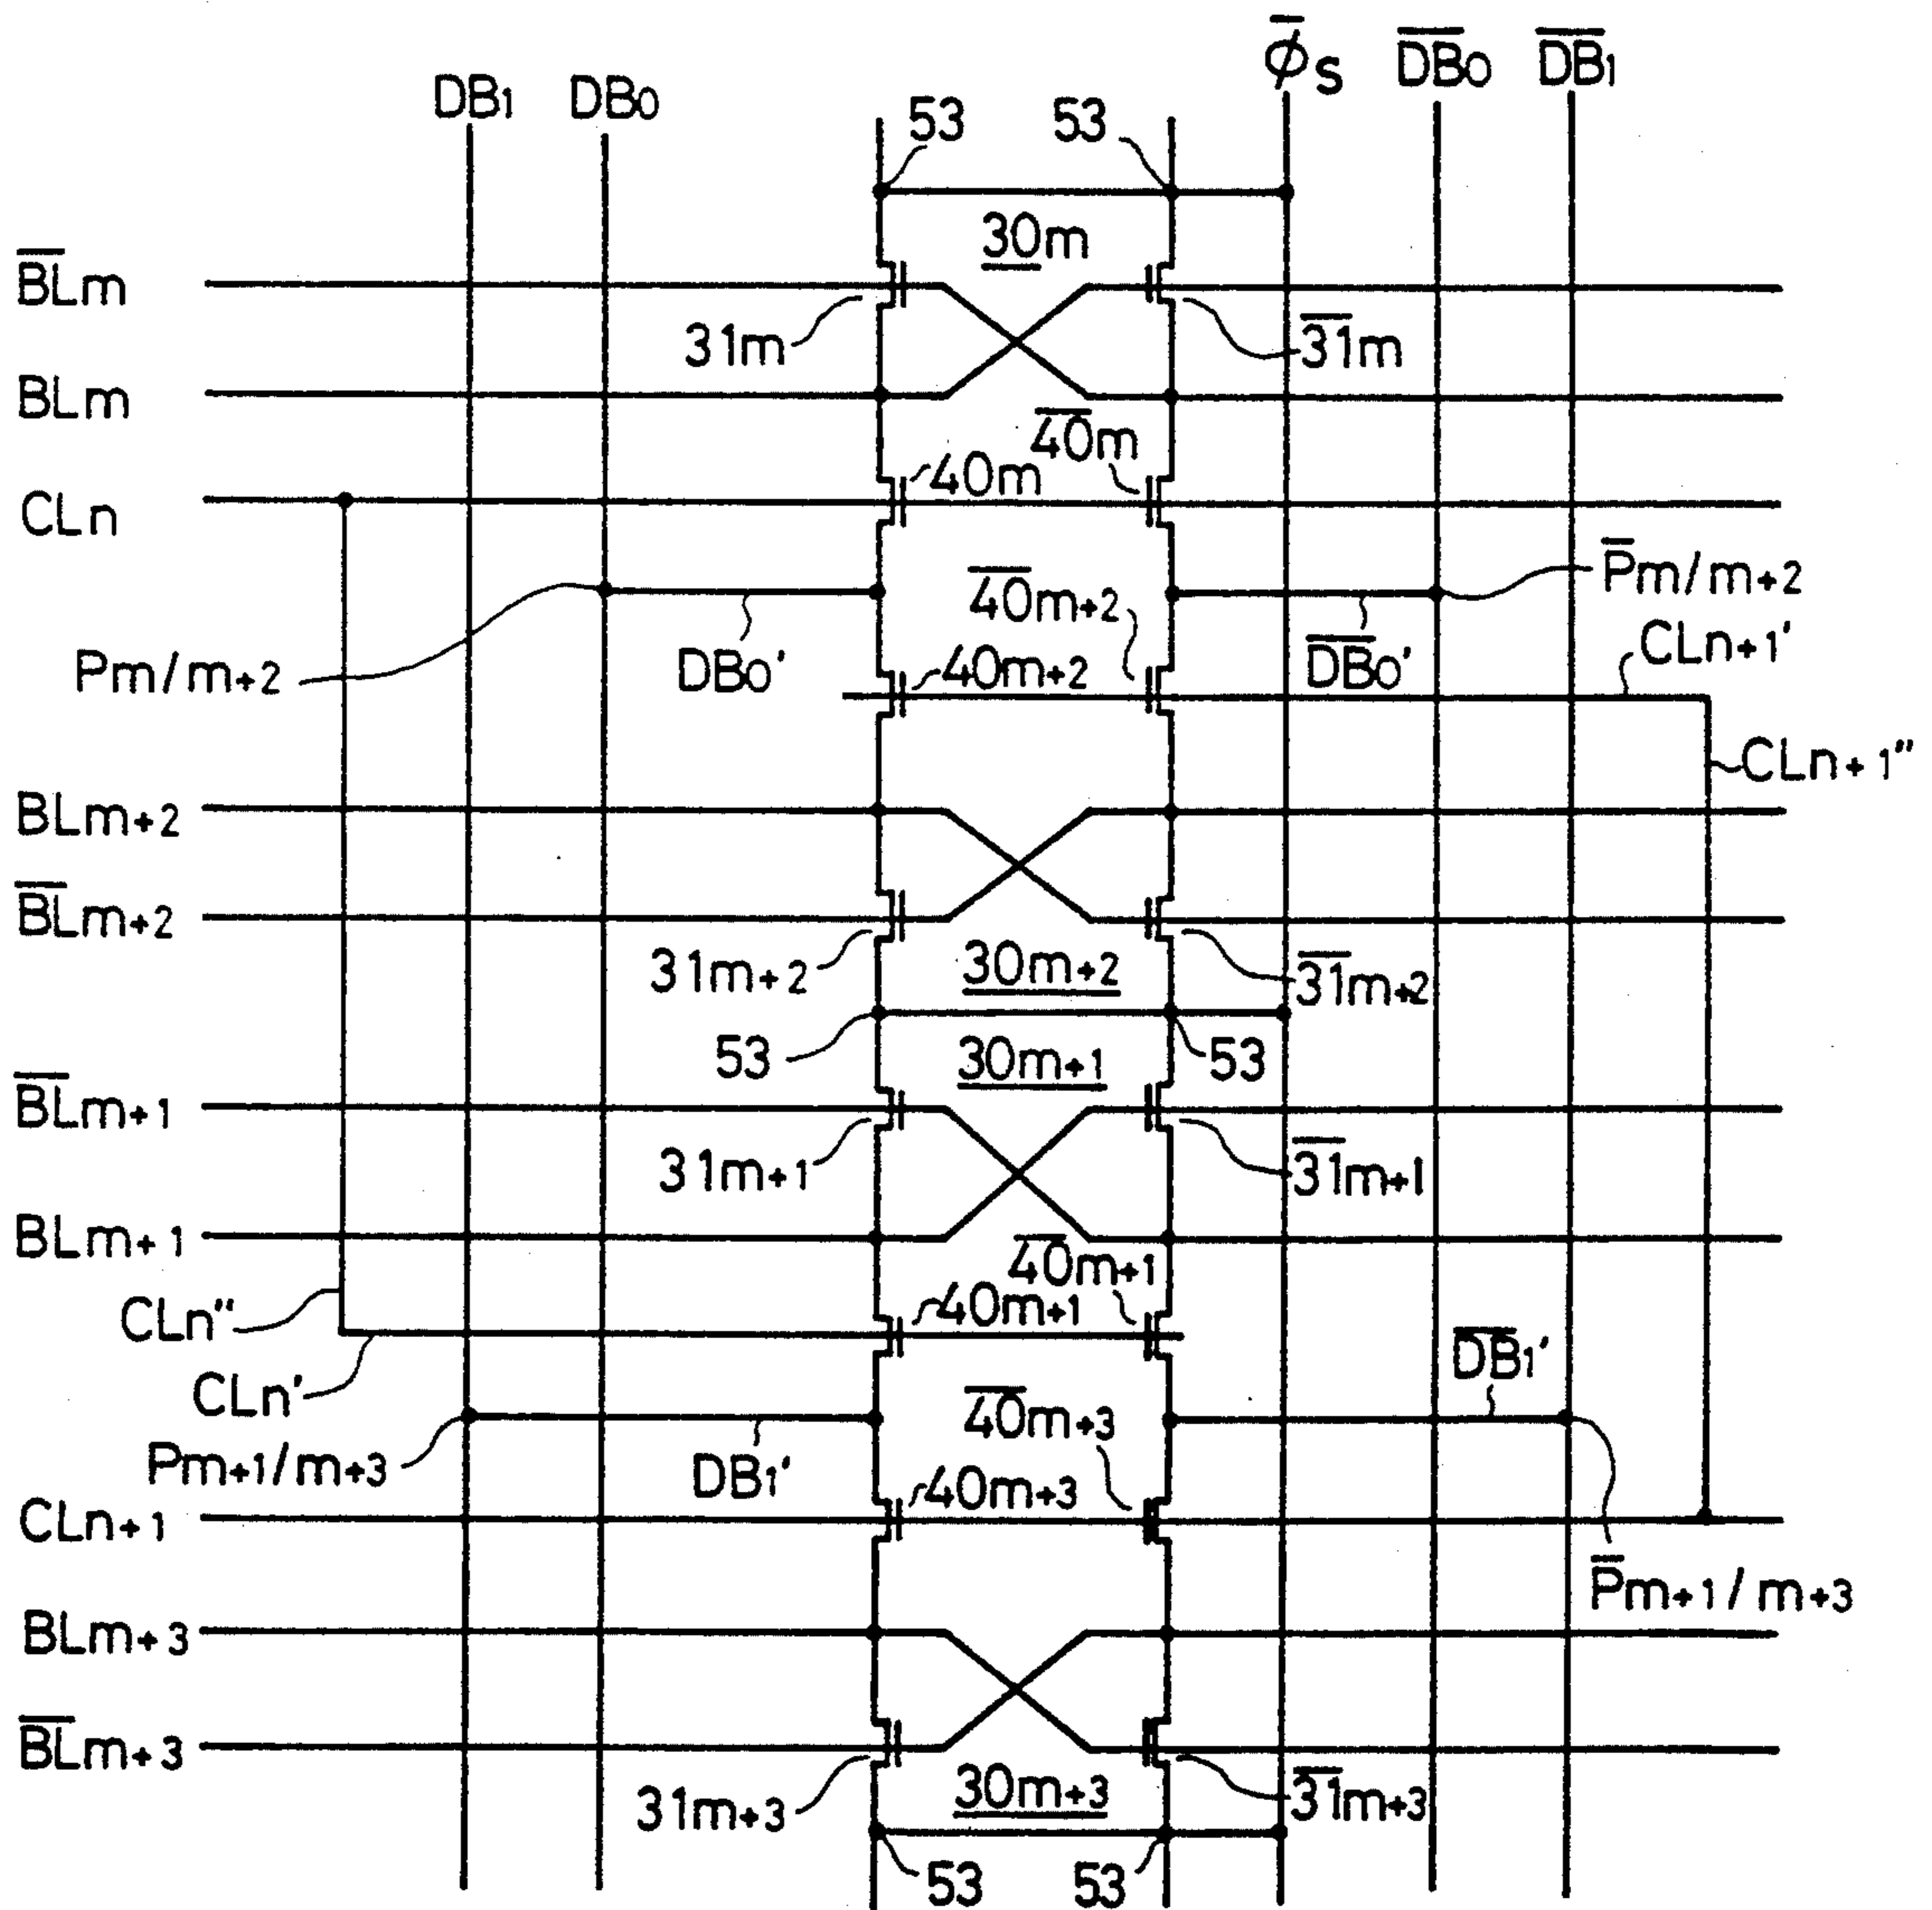 DB1 DB0 φ̅s D̅B̅0 D̅B̅1
53 53
30m
B̅L̅m
31m 3̅1̅m
BLm
4̅0̅m
40m
CLn
P̅m/m+2
4̅0̅m+2
CLn+1'
Pm/m+2 DB0' 40m+2 D̅B̅0'
CLn+1"
BLm+2
B̅L̅m+2
31m+2 30m+2 3̅1̅m+2
53 30m+1 53
B̅L̅m+1
31m+1 3̅1̅m+1
BLm+1
4̅0̅m+1
CLn" 40m+1
D̅B̅1'
CLn' 4̅0̅m+3
Pm+1/m+3 DB1' 40m+3
CLn+1
P̅m+1/m+3
BLm+3
B̅L̅m+3
31m+3 30m+3 3̅1̅m+3
53 53